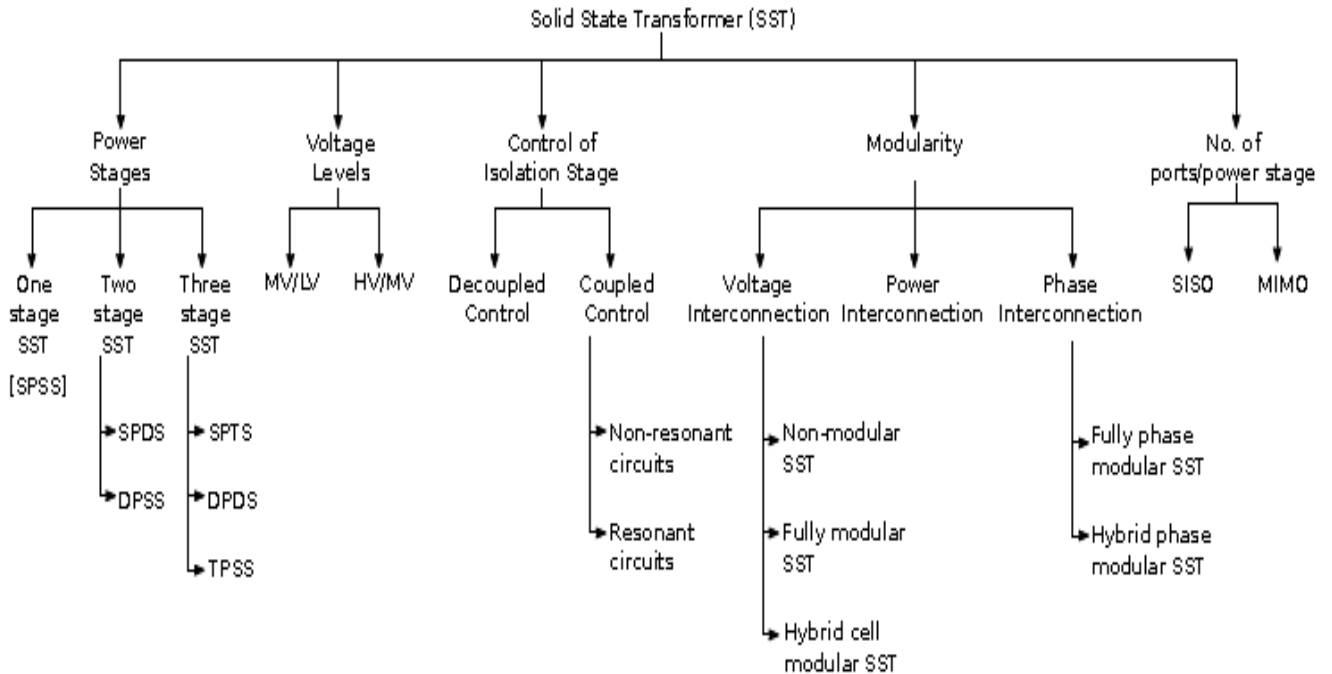 Solid State Transformer (SST)
Power
Stages
Voltage
Levels
Control of
Isolation Stage
Modularity
No. of
ports/power stage
One
stage
SST
[SPSS]
Two
stage
SST
Three
stage
SST
MV/LV
HV/MV
Decoupled
Control
Coupled
Control
Voltage
Interconnection
Power
Interconnection
Phase
Interconnection
SISO
MIMO
SPDS
DPSS
SPTS
DPDS
TPSS
Non-resonant
circuits
Resonant
circuits
Non-modular
SST
Fully modular
SST
Hybrid cell
modular SST
Fully phase
modular SST
Hybrid phase
modular SST